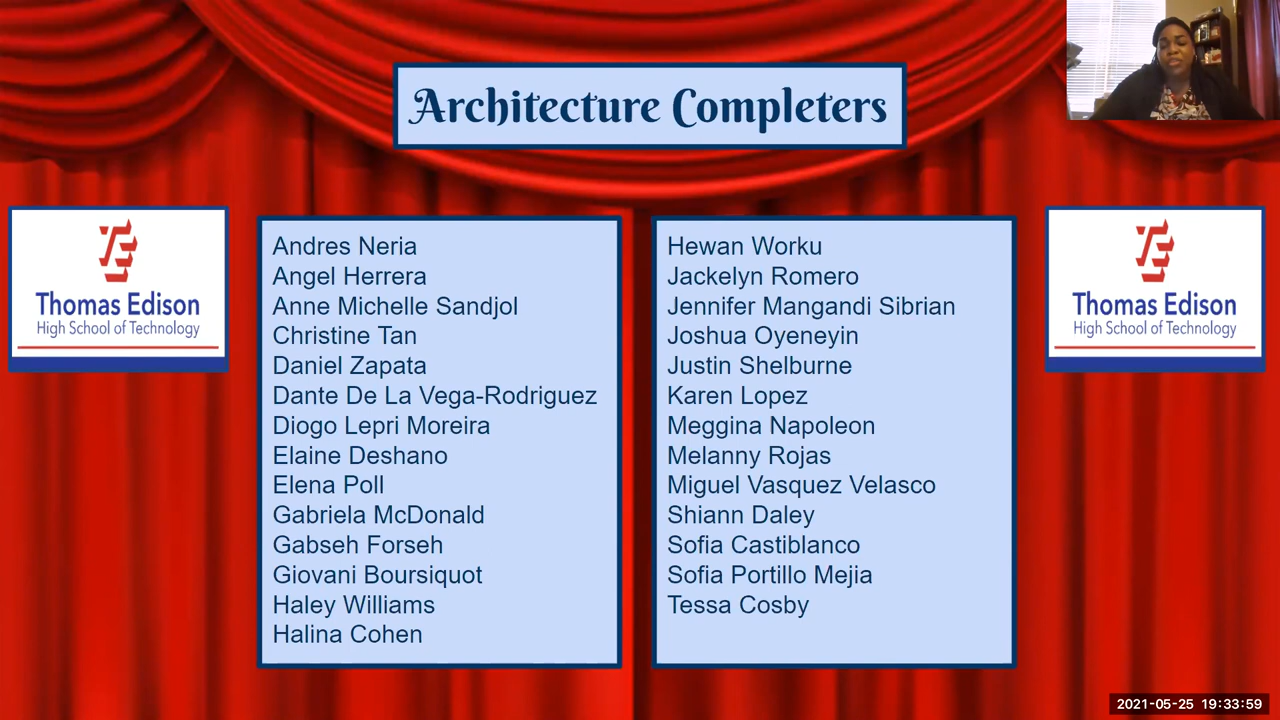 Architecture Completers
Thomas Edison
High School of Technology
Andres Neria
Angel Herrera
Anne Michelle Sandjol
Christine Tan
Daniel Zapata
Dante De La Vega-Rodriguez
Diogo Lepri Moreira
Elaine Deshano
Elena Poll
Gabriela McDonald
Gabseh Forseh
Giovani Boursiquot
Haley Williams
Halina Cohen
Hewan Worku
Jackelyn Romero
Jennifer Mangandi Sibrian
Joshua Oyeneyin
Justin Shelburne
Karen Lopez
Meggina Napoleon
Melanny Rojas
Miguel Vasquez Velasco
Shiann Daley
Sofia Castiblanco
Sofia Portillo Mejia
Tessa Cosby
Thomas Edison
High School of Technology
2021-05-25 19:33:59